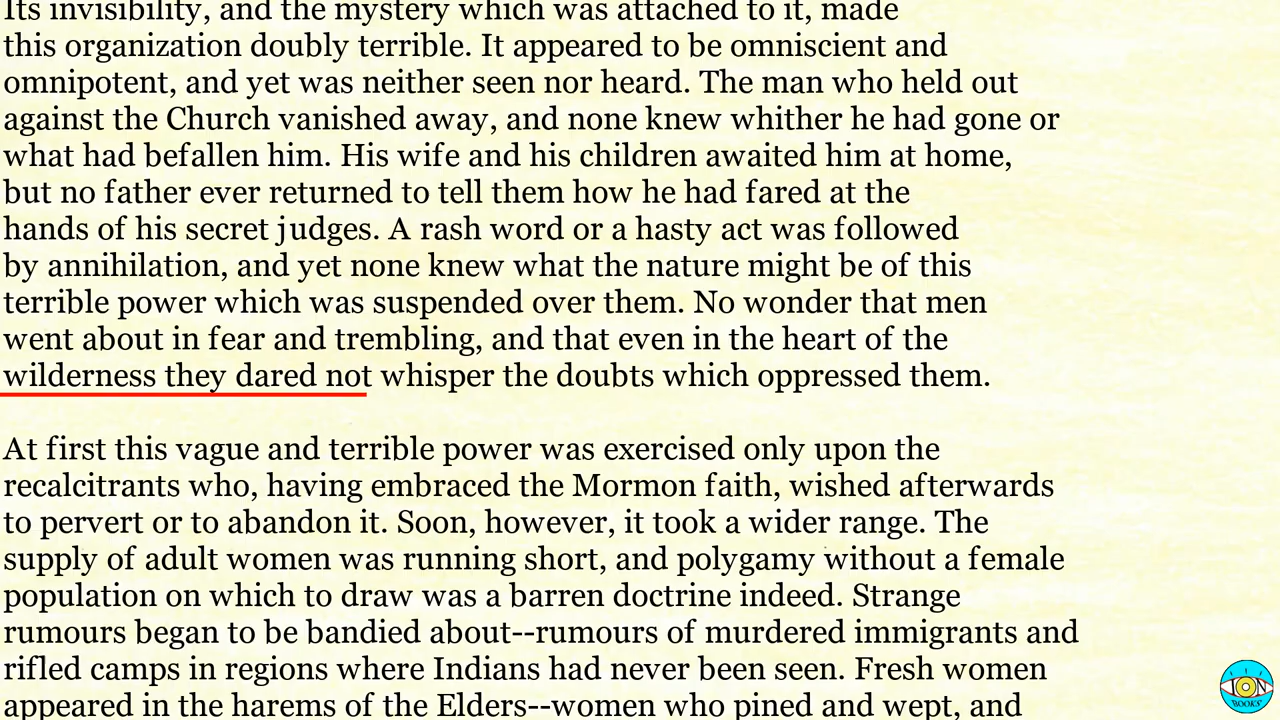 Its invisibility, and the mystery which was attached to it, made
this organization doubly terrible. It appeared to be omniscient and
omnipotent, and yet was neither seen nor heard. The man who held out
against the Church vanished away, and none knew whither he had gone or
what had befallen him. His wife and his children awaited him at home,
but no father ever returned to tell them how he had fared at the
hands of his secret judges. A rash word or a hasty act was followed
by annihilation, and yet none knew what the nature might be of this
terrible power which was suspended over them. No wonder that men
went about in fear and trembling, and that even in the heart of the
wilderness they dared not whisper the doubts which oppressed them.
At first this vague and terrible power was exercised only upon the
recalcitrants who, having embraced the Mormon faith, wished afterwards
to pervert or to abandon it. Soon, however, it took a wider range. The
supply of adult women was running short, and polygamy without a female
population on which to draw was a barren doctrine indeed. Strange
rumours began to be bandied about--rumours of murdered immigrants and
rifled camps in regions where Indians had never been seen. Fresh women
appeared in the harems of the Elders--women who pined and wept, and
ION
BOOKS